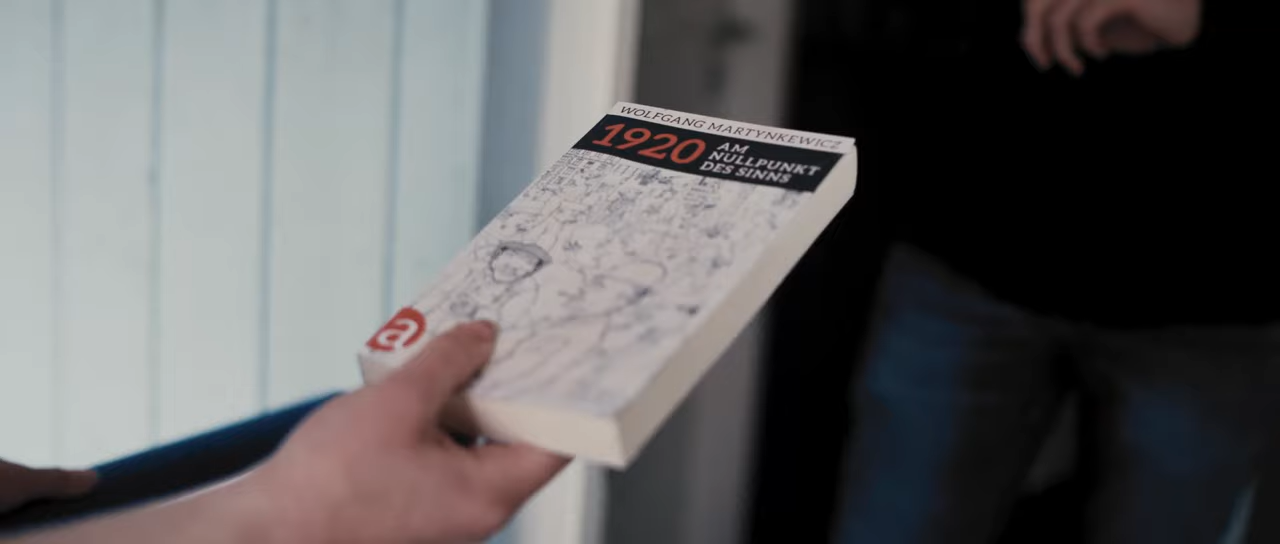 WOLFGANG MARTYNKEWICZ
1920
AM
NULLPUNKT
DES SINNS
a